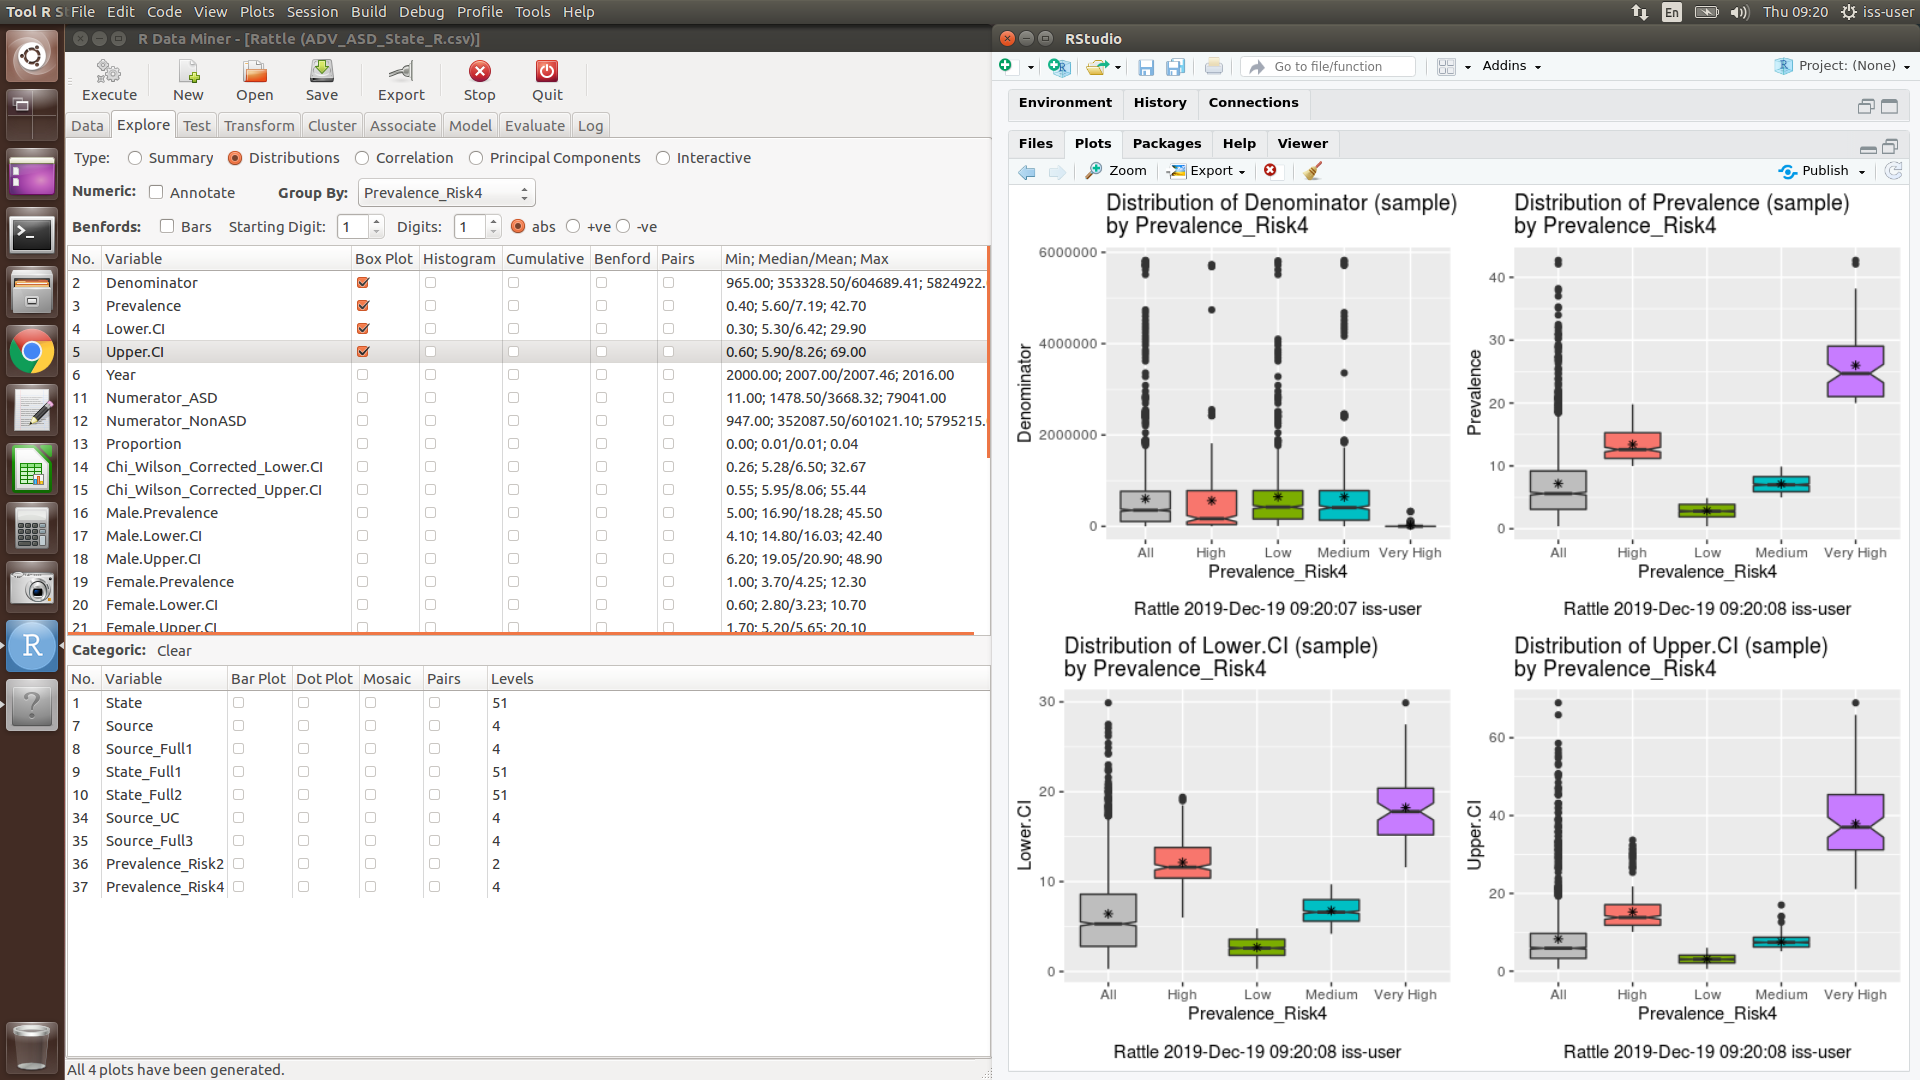 Tool R St File Edit Code View Plots Session Build Debug Profile Tools Help En Thu 09:20 iss-user
R Data Miner - [Rattle (ADV_ASD_State_R.csv)]
Execute New Open Save Export Stop Quit
Data Explore Test Transform Cluster Associate Model Evaluate Log
Type: Summary Distributions Correlation Principal Components Interactive
Numeric: Annotate Group By: Prevalence_Risk4
Benfords: Bars Starting Digit: 1 Digits: 1 abs +ve -ve
No. Variable Box Plot Histogram Cumulative Benford Pairs Min; Median/Mean; Max
2 Denominator 965.00; 353328.50/604689.41; 5824922.
3 Prevalence 0.40; 5.60/7.19; 42.70
4 Lower.CI 0.30; 5.30/6.42; 29.90
5 Upper.CI 0.60; 5.90/8.26; 69.00
6 Year 2000.00; 2007.00/2007.46; 2016.00
11 Numerator_ASD 11.00; 1478.50/3668.32; 79041.00
12 Numerator_NonASD 947.00; 352087.50/601021.10; 5795215.
13 Proportion 0.00; 0.01/0.01; 0.04
14 Chi_Wilson_Corrected_Lower.CI 0.26; 5.28/6.50; 32.67
15 Chi_Wilson_Corrected_Upper.CI 0.55; 5.95/8.06; 55.44
16 Male.Prevalence 5.00; 16.90/18.28; 45.50
17 Male.Lower.CI 4.10; 14.80/16.03; 42.40
18 Male.Upper.CI 6.20; 19.05/20.90; 48.90
19 Female.Prevalence 1.00; 3.70/4.25; 12.30
20 Female.Lower.CI 0.60; 2.80/3.23; 10.70
21 Female.Upper.CI 1.70; 5.20/5.65; 20.10
Categoric: Clear
No. Variable Bar Plot Dot Plot Mosaic Pairs Levels
1 State 51
7 Source 4
8 Source_Full1 4
9 State_Full1 51
10 State_Full2 51
34 Source_UC 4
35 Source_Full3 4
36 Prevalence_Risk2 2
37 Prevalence_Risk4 4
All 4 plots have been generated.
RStudio
Go to file/function Addins Project: (None)
Environment History Connections
Files Plots Packages Help Viewer
Zoom Export Publish
Distribution of Denominator (sample)
by Prevalence_Risk4
Denominator
6000000
4000000
2000000
0
All High Low Medium Very High
Prevalence_Risk4
Rattle 2019-Dec-19 09:20:07 iss-user
Distribution of Prevalence (sample)
by Prevalence_Risk4
Prevalence
40
30
20
10
0
All High Low Medium Very High
Prevalence_Risk4
Rattle 2019-Dec-19 09:20:08 iss-user
Distribution of Lower.CI (sample)
by Prevalence_Risk4
Lower.CI
30
20
10
0
All High Low Medium Very High
Prevalence_Risk4
Rattle 2019-Dec-19 09:20:08 iss-user
Distribution of Upper.CI (sample)
by Prevalence_Risk4
Upper.CI
60
40
20
0
All High Low Medium Very High
Prevalence_Risk4
Rattle 2019-Dec-19 09:20:08 iss-user